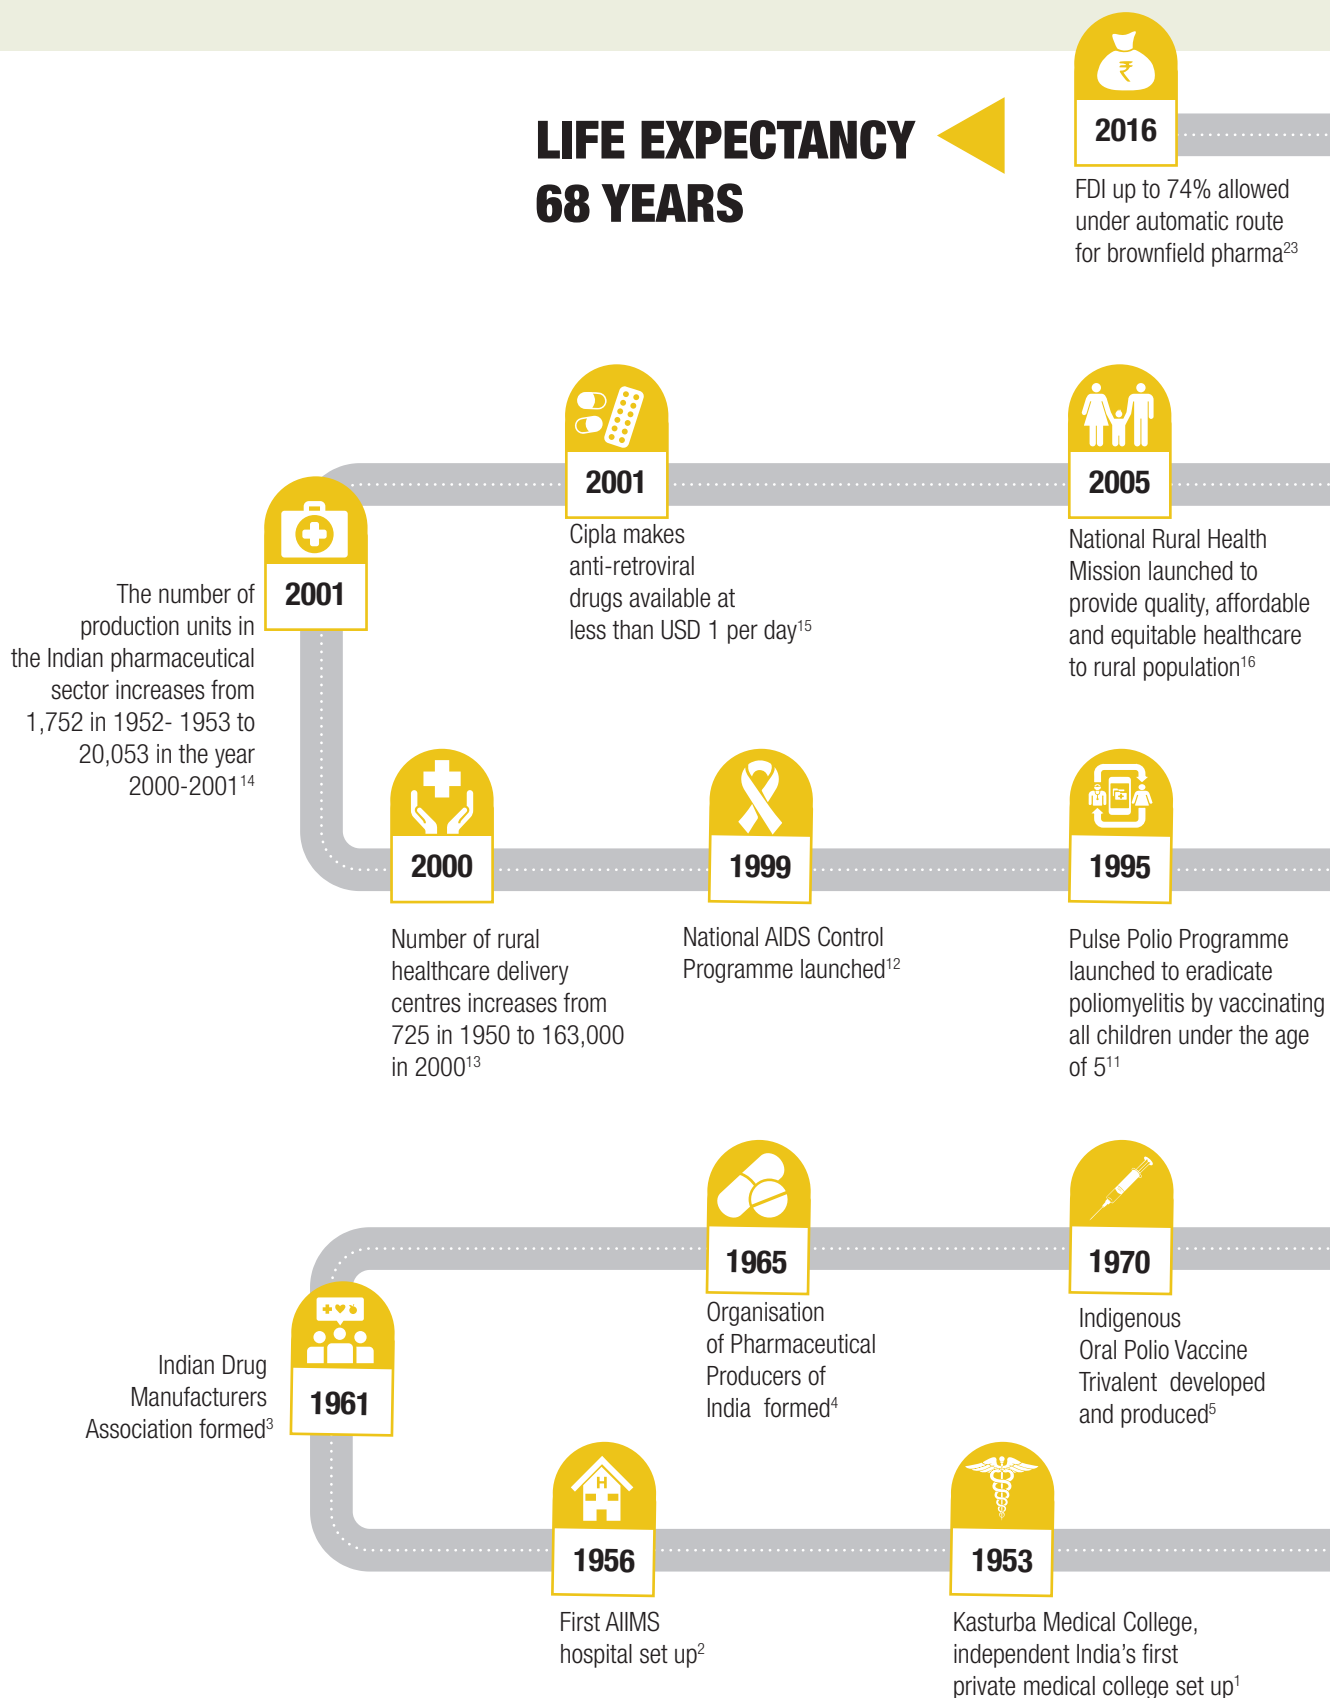 LIFE EXPECTANCY
68 YEARS
₹
2016
FDI up to 74% allowed
under automatic route
for brownfield pharma23
2001
The number of
production units in
the Indian pharmaceutical
sector increases from
1,752 in 1952- 1953 to
20,053 in the year
2000-200114
2001
Cipla makes
anti-retroviral
drugs available at
less than USD 1 per day15
2005
National Rural Health
Mission launched to
provide quality, affordable
and equitable healthcare
to rural population16
2000
Number of rural
healthcare delivery
centres increases from
725 in 1950 to 163,000
in 200013
1999
National AIDS Control
Programme launched12
1995
Pulse Polio Programme
launched to eradicate
poliomyelitis by vaccinating
all children under the age
of 511
1961
Indian Drug
Manufacturers
Association formed3
1965
Organisation
of Pharmaceutical
Producers of
India  formed4
1970
Indigenous
Oral Polio Vaccine
Trivalent  developed
and produced5
H
1956
First AIIMS
hospital set up2
1953
Kasturba Medical College,
independent India’s first
private medical college set up1